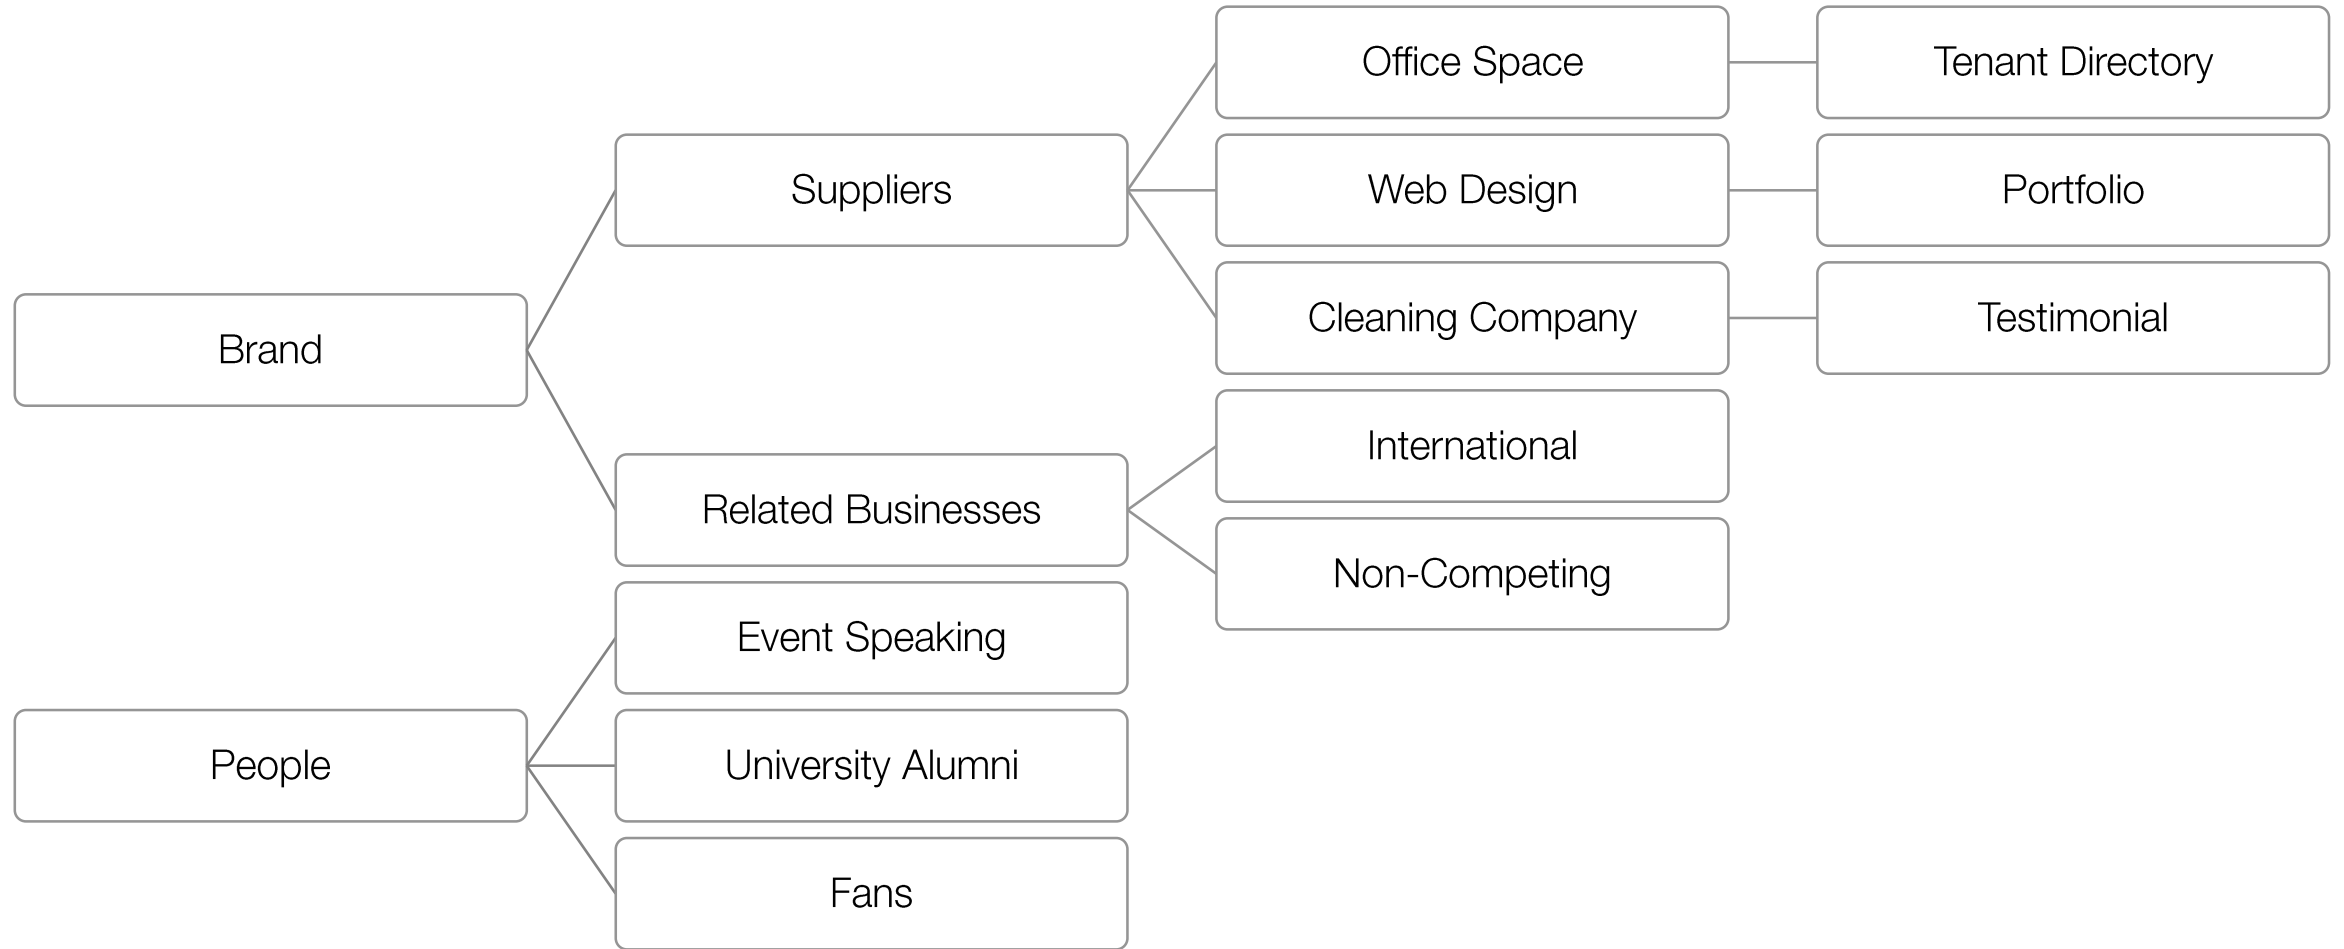 Office Space
Tenant Directory
Suppliers
Web Design
Portfolio
Cleaning Company
Testimonial
Brand
International
Related Businesses
Non-Competing
Event Speaking
People
University Alumni
Fans